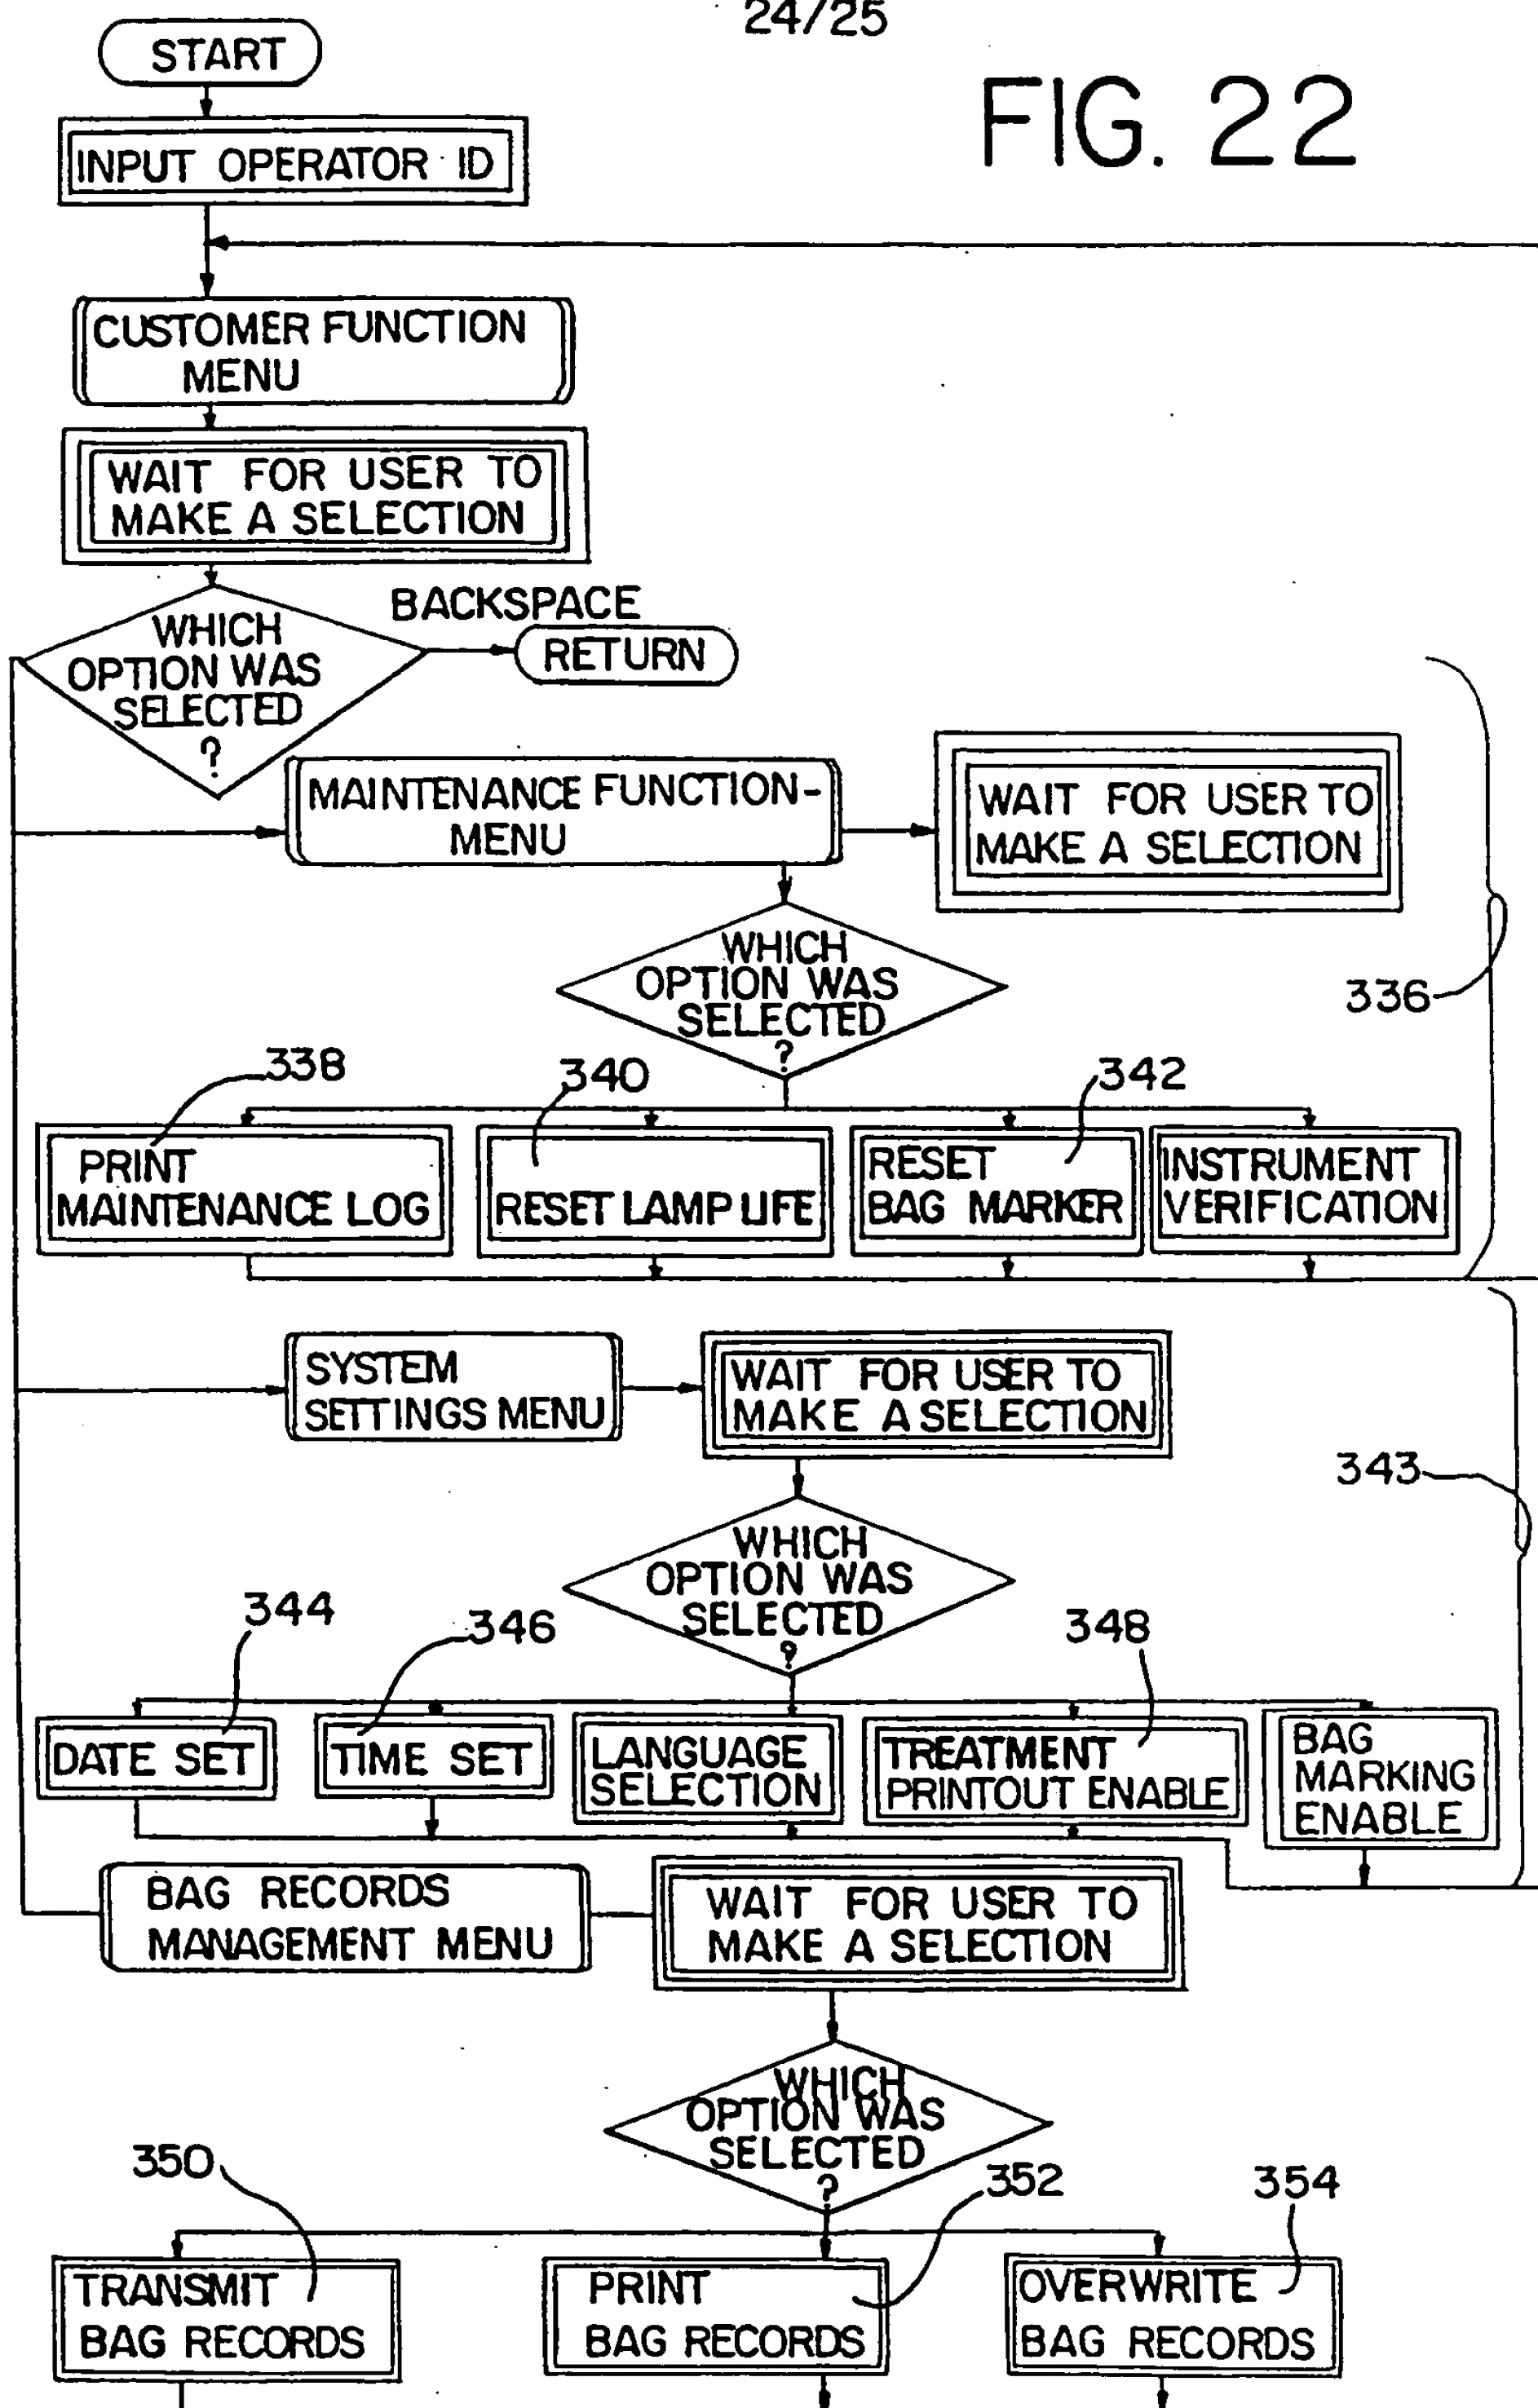 24/25
FIG. 22
START
INPUT OPERATOR ID
CUSTOMER FUNCTION
MENU
WAIT FOR USER TO
MAKE A SELECTION
WHICH
OPTION WAS
SELECTED
?
BACKSPACE
RETURN
MAINTENANCE FUNCTION-
MENU
WAIT FOR USER TO
MAKE A SELECTION
WHICH
OPTION WAS
SELECTED
?
336
338
340
342
PRINT
MAINTENANCE LOG
RESET LAMP LIFE
RESET
BAG MARKER
INSTRUMENT
VERIFICATION
SYSTEM
SETTINGS MENU
WAIT FOR USER TO
MAKE A SELECTION
343
WHICH
OPTION WAS
SELECTED
?
344
346
348
DATE SET
TIME SET
LANGUAGE
SELECTION
TREATMENT
PRINTOUT ENABLE
BAG
MARKING
ENABLE
BAG RECORDS
MANAGEMENT MENU
WAIT FOR USER TO
MAKE A SELECTION
WHICH
OPTION WAS
SELECTED
?
350
352
354
TRANSMIT
BAG RECORDS
PRINT
BAG RECORDS
OVERWRITE
BAG RECORDS